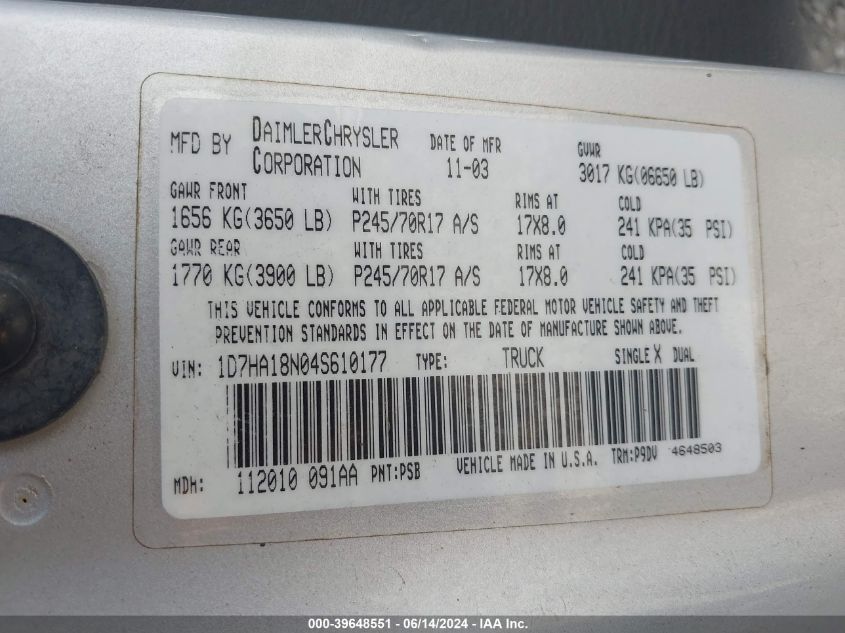 MFD BY DAIMLERCHRYSLER CORPORATION DATE OF MFR 11-03 GVWR 3017 KG(06650 LB)
GAWR FRONT WITH TIRES RIMS AT COLD
1656 KG(3650 LB) P245/70R17 A/S 17X8.0 241 KPA(35 PSI)
GAWR REAR WITH TIRES RIMS AT COLD
1770 KG(3900 LB) P245/70R17 A/S 17X8.0 241 KPA(35 PSI)
THIS VEHICLE CONFORMS TO ALL APPLICABLE FEDERAL MOTOR VEHICLE SAFETY AND THEFT
PREVENTION STANDARDS IN EFFECT ON THE DATE OF MANUFACTURE SHOWN ABOVE.
VIN: 1D7HA18N04S610177 TYPE: TRUCK SINGLE X DUAL
MDH: 112010 091AA PNT:PSB VEHICLE MADE IN U.S.A. TRM:P9DV 4648503
000-39648551 - 06/14/2024 - IAA Inc.